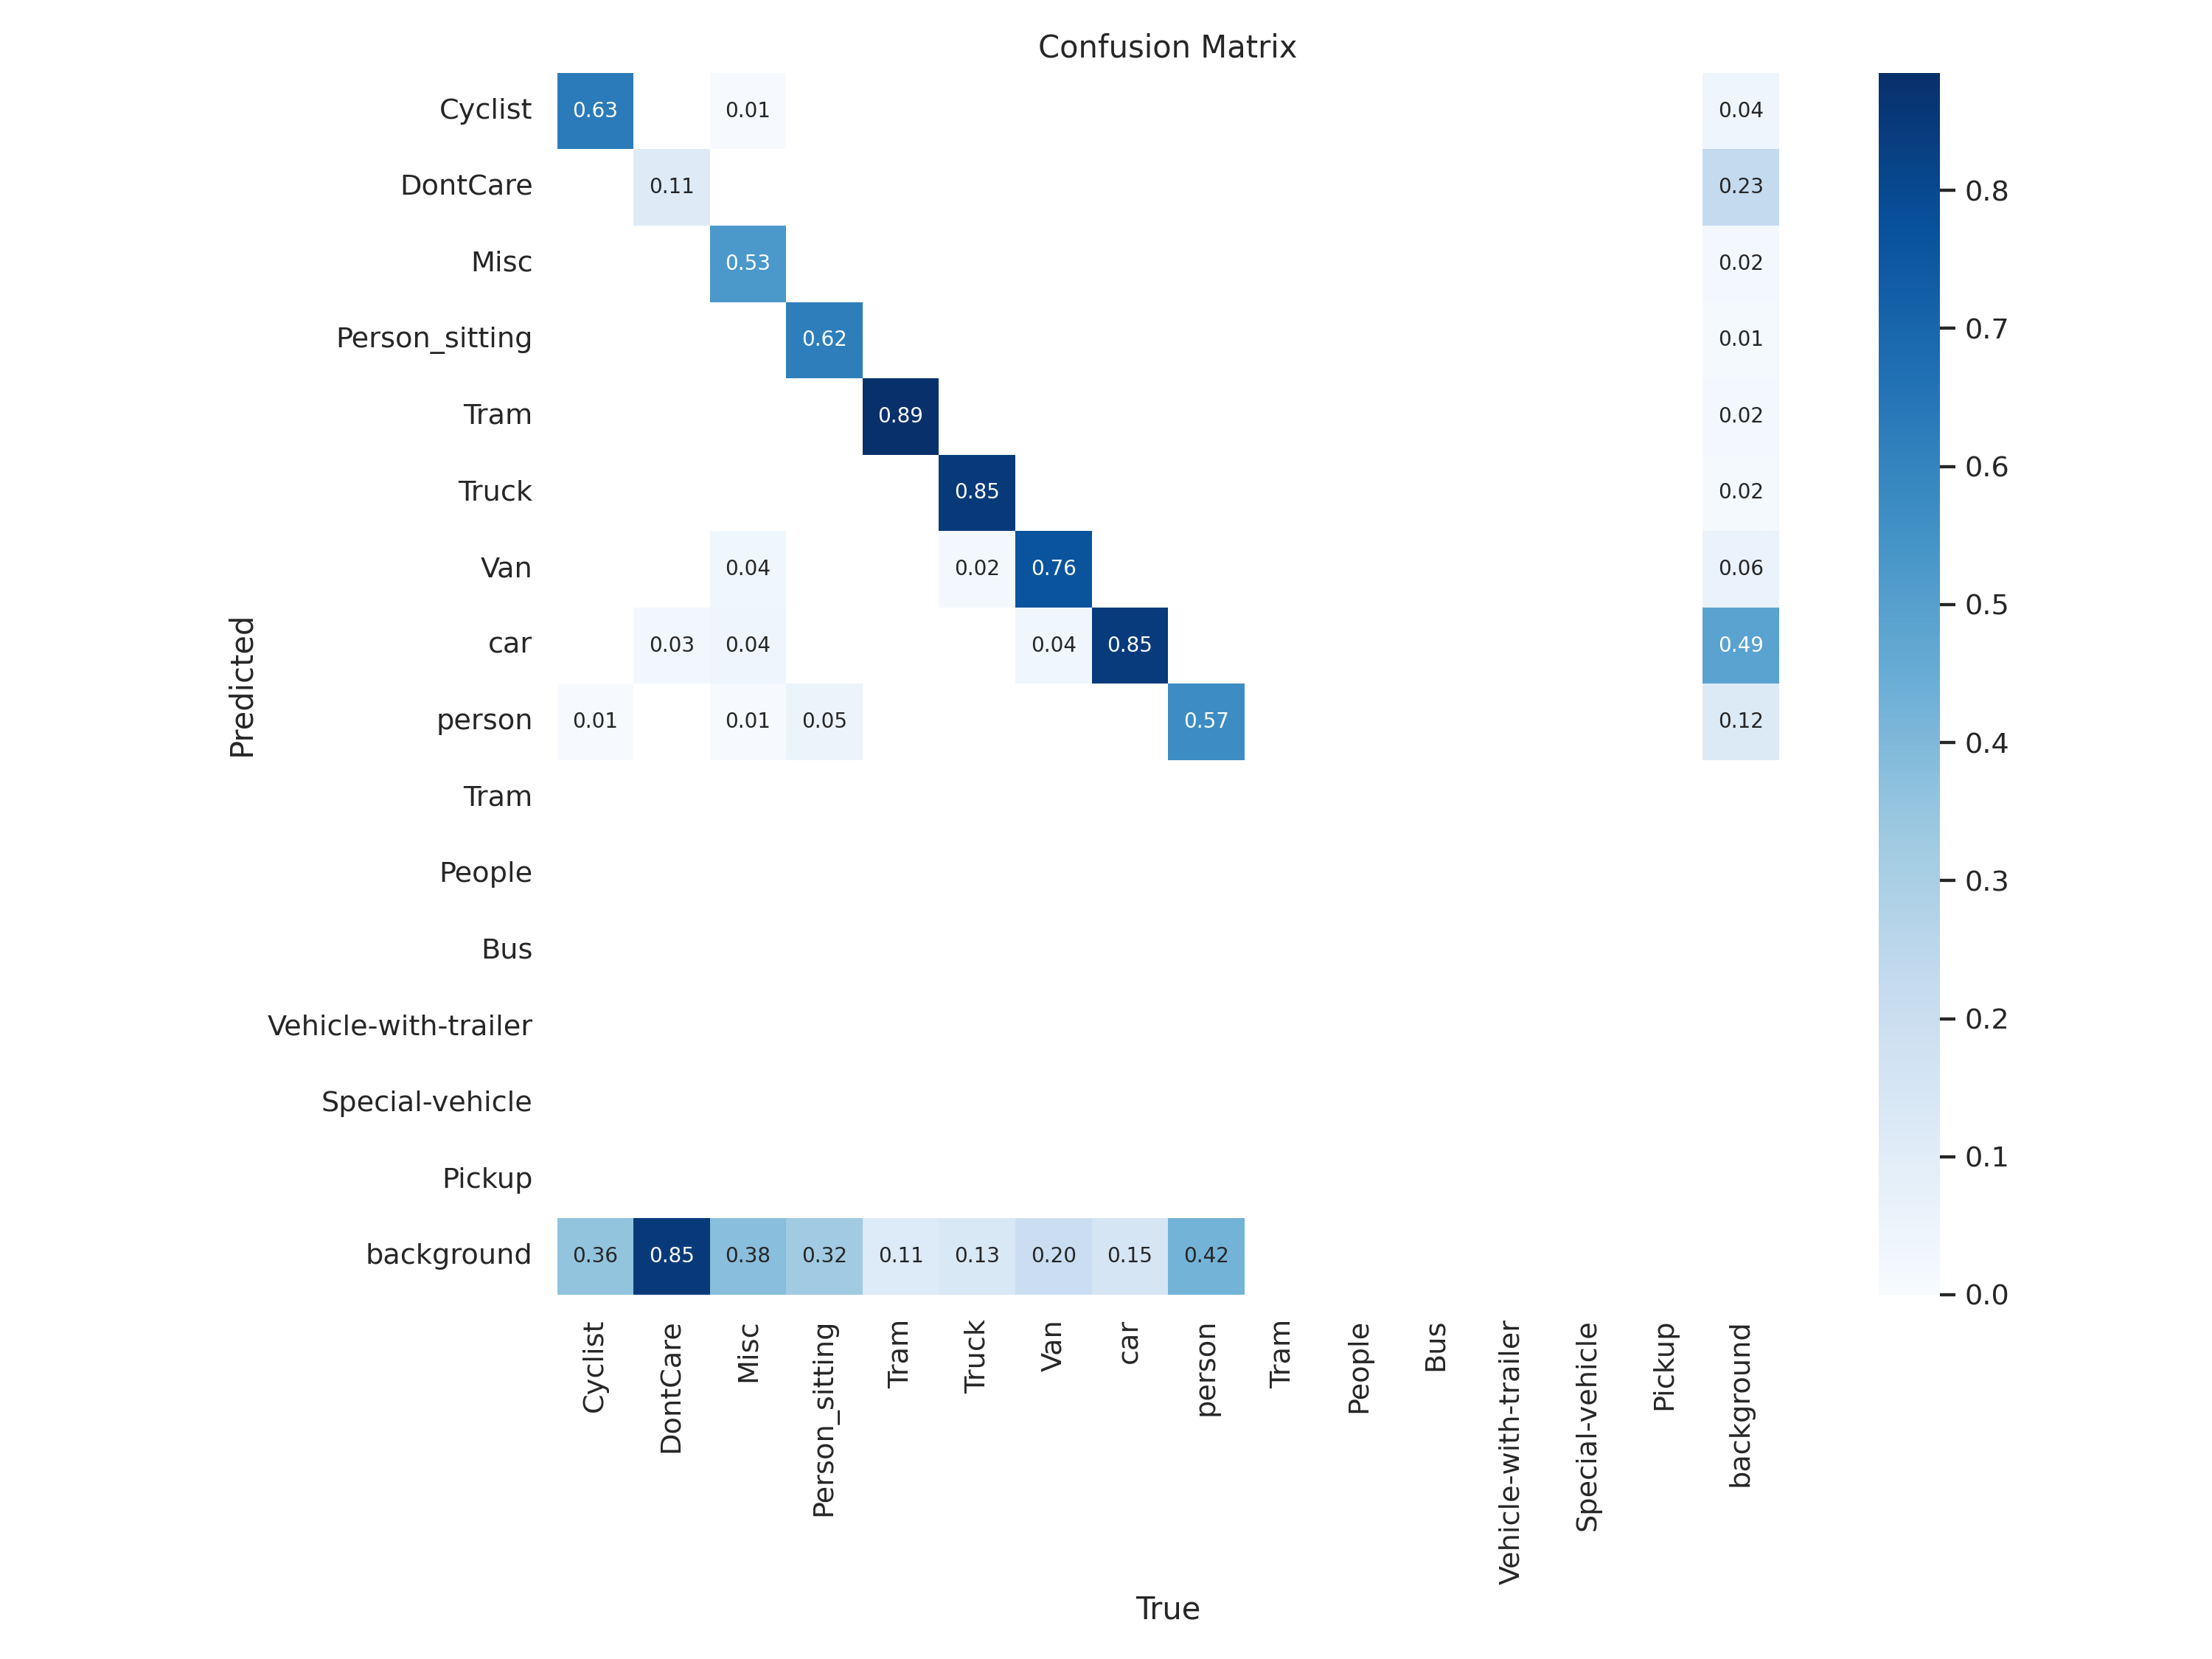 Confusion Matrix
Cyclist 0.63 0.01 0.04
DontCare 0.11 0.23 0.8
Misc 0.53 0.02
Person_sitting 0.62 0.01 0.7
Tram 0.89 0.02
Truck 0.85 0.02 0.6
Van 0.04 0.02 0.76 0.06 0.5
car 0.03 0.04 0.04 0.85 0.49
Predicted
person 0.01 0.01 0.05 0.57 0.12 0.4
Tram
People 0.3
Bus
Vehicle-with-trailer 0.2
Special-vehicle
Pickup 0.1
background 0.36 0.85 0.38 0.32 0.11 0.13 0.20 0.15 0.42
0.0
Cyclist DontCare Misc Person_sitting Tram Truck Van car person Tram People Bus Vehicle-with-trailer Special-vehicle Pickup background
True